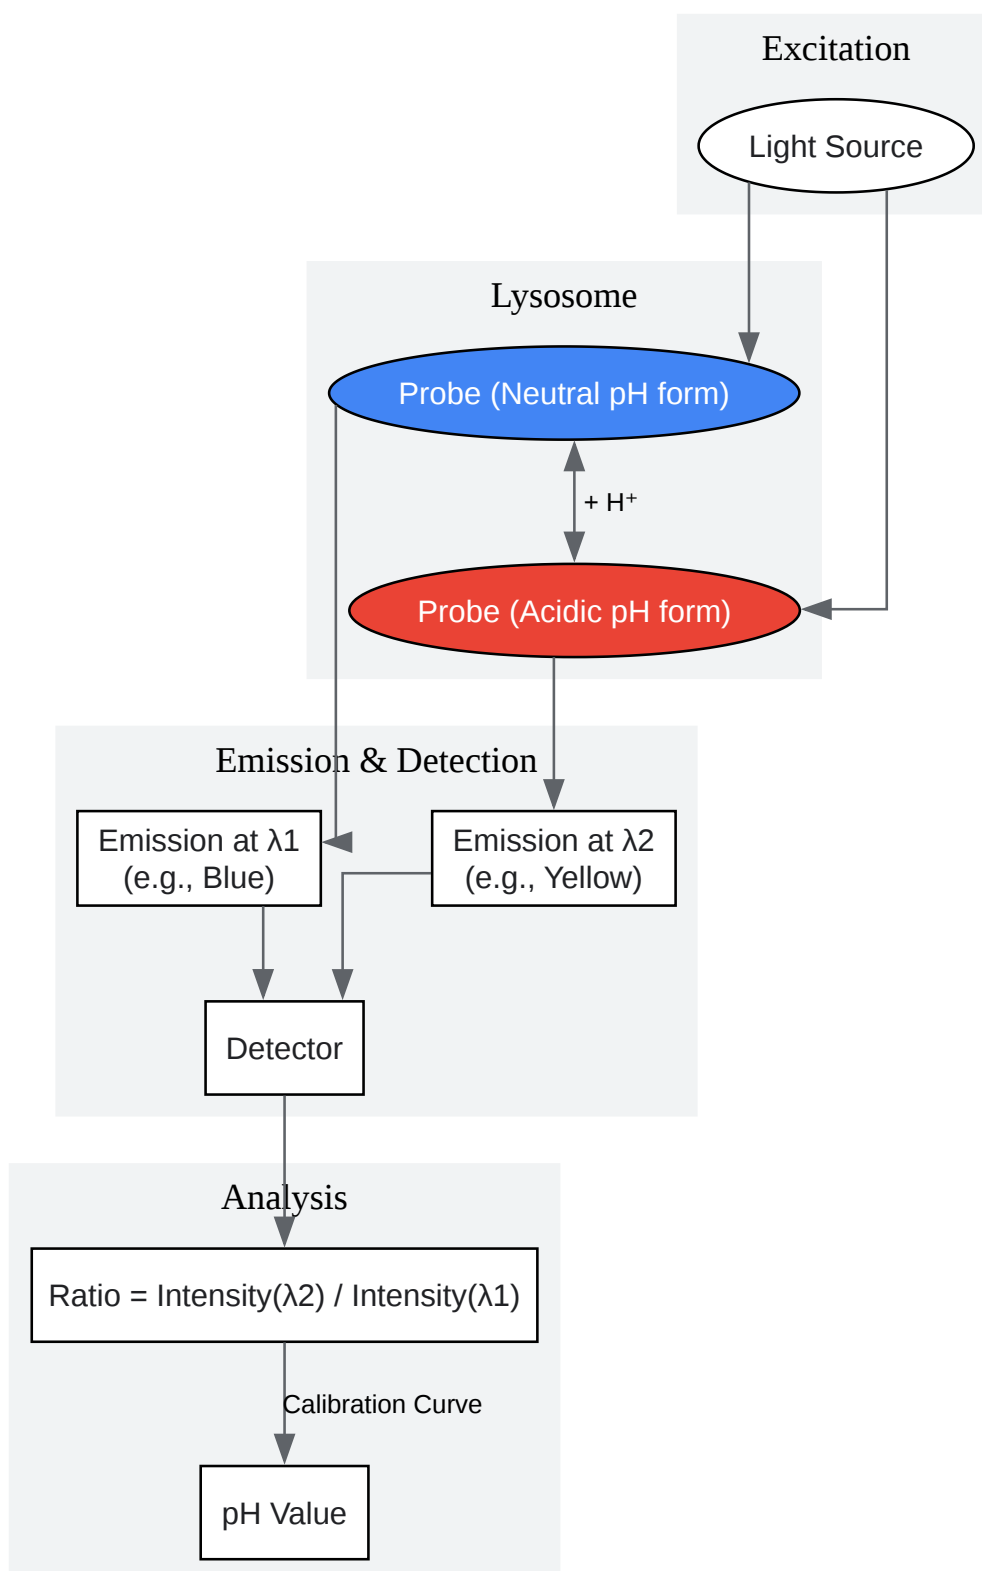 Excitation
Light Source
Lysosome
Probe (Neutral pH form)
+ H⁺
Probe (Acidic pH form)
Emission & Detection
Emission at λ1
(e.g., Blue)
Emission at λ2
(e.g., Yellow)
Detector
Analysis
Ratio = Intensity(λ2) / Intensity(λ1)
Calibration Curve
pH Value